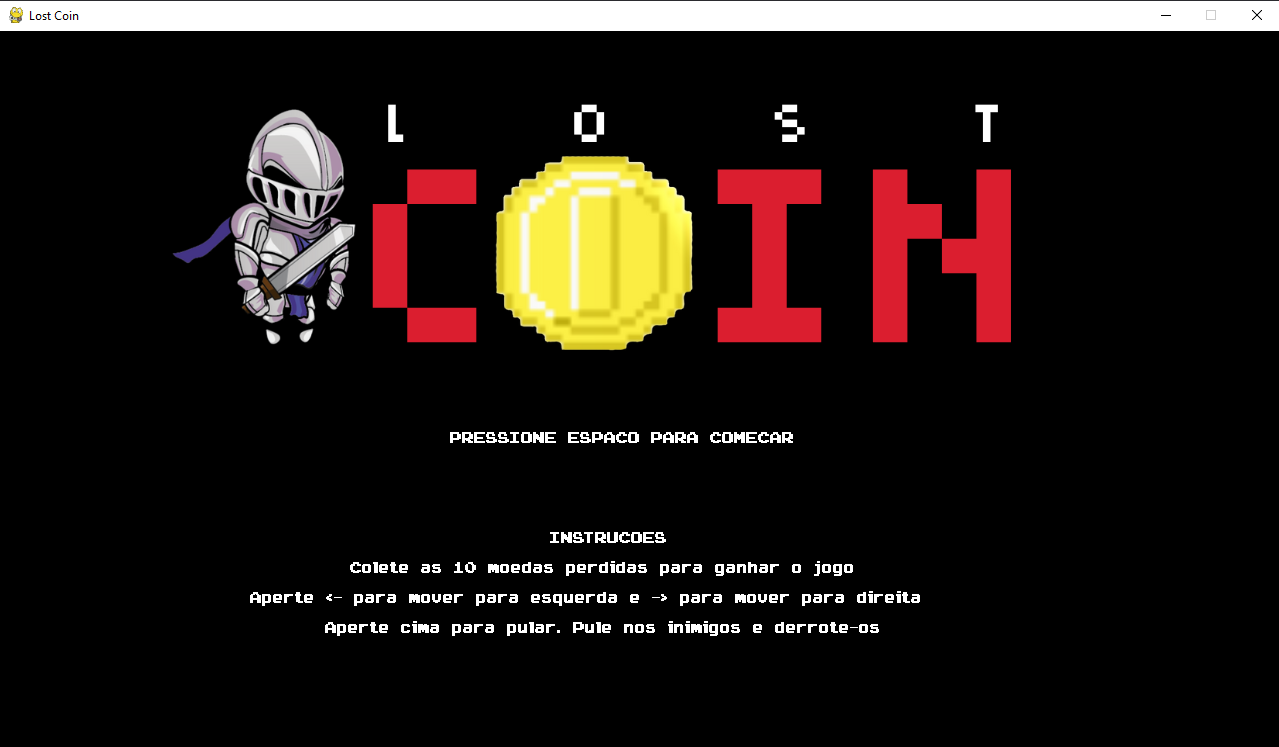 Lost Coin
L O S T
COIN
PRESSIONE ESPACO PARA COMECAR
INSTRUCOES
Colete as 10 moedas perdidas para ganhar o jogo
Aperte <- para mover para esquerda e -> para mover para direita
Aperte cima para pular. Pule nos inimigos e derrote-os